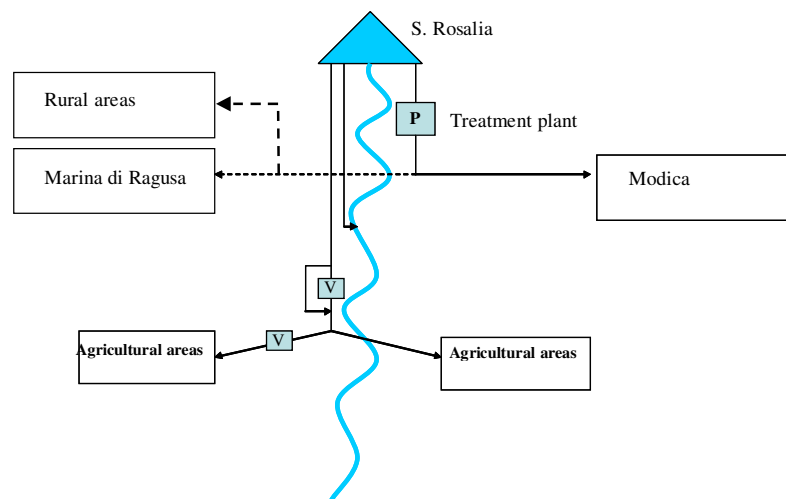 S. Rosalia
Rural areas
P
Treatment plant
Marina di Ragusa
Modica
V
V
Agricultural areas
Agricultural areas